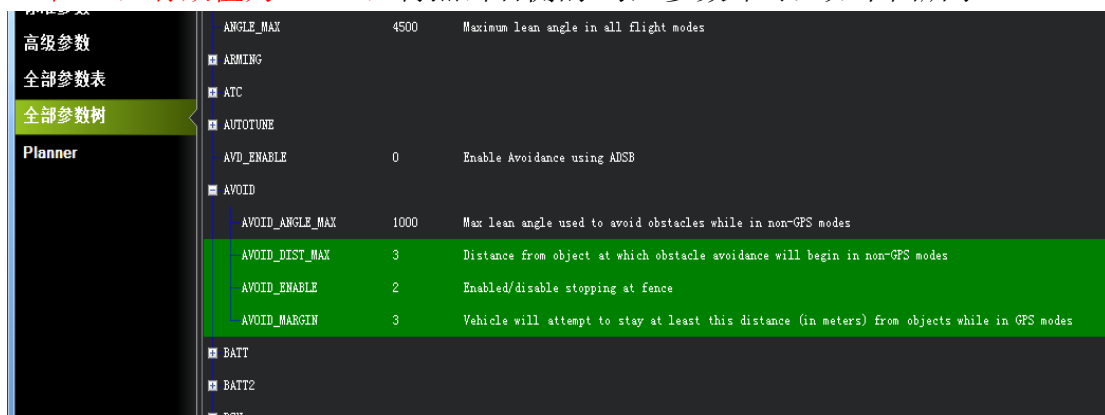 高级参数
全部参数表
全部参数树
Planner
ANGLE_MAX 4500 Maximum lean angle in all flight modes
ARMING
ATC
AUTOTUNE
AVD_ENABLE 0 Enable Avoidance using ADSB
AVOID
AVOID_ANGLE_MAX 1000 Max lean angle used to avoid obstacles while in non-GPS modes
AVOID_DIST_MAX 3 Distance from object at which obstacle avoidance will begin in non-GPS modes
AVOID_ENABLE 2 Enabled/disable stopping at fence
AVOID_MARGIN 3 Vehicle will attempt to stay at least this distance (in meters) from objects while in GPS modes
BATT
BATT2